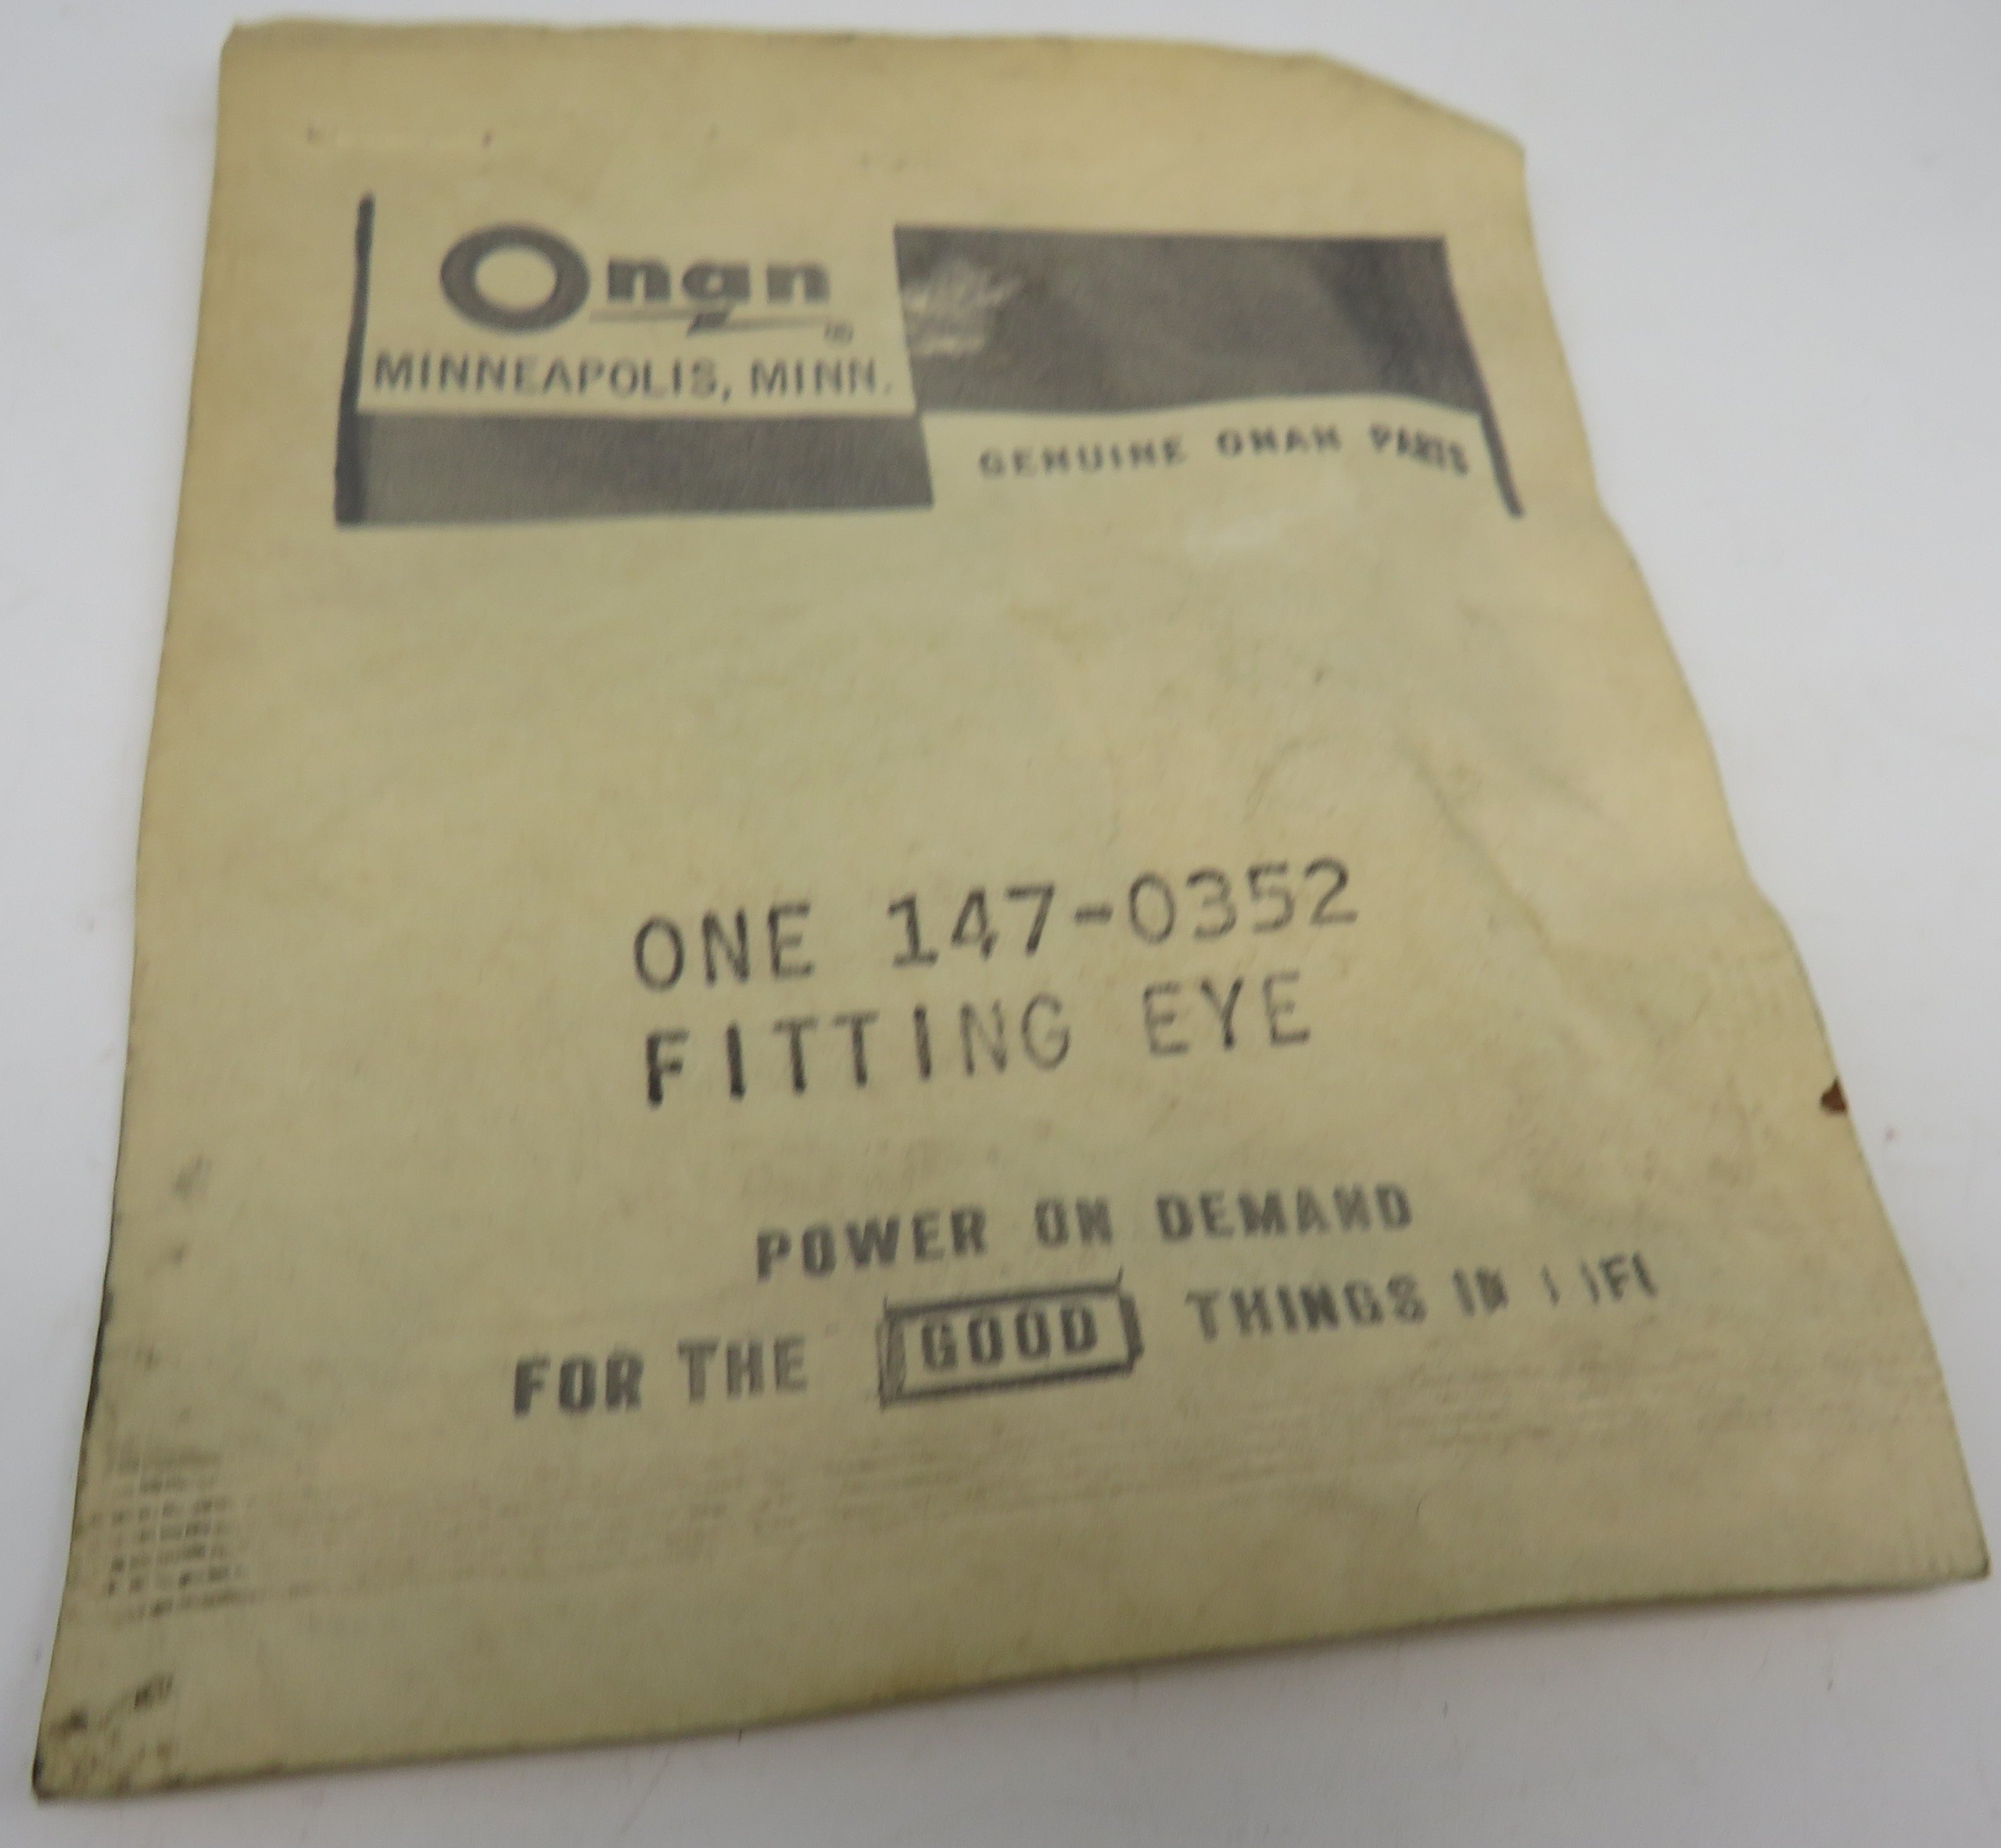 Onan ®
MINNEAPOLIS, MINN.
GENUINE ONAN PARTS
ONE 147-0352
FITTING EYE
POWER ON DEMAND
FOR THE GOOD THINGS IN LIFE